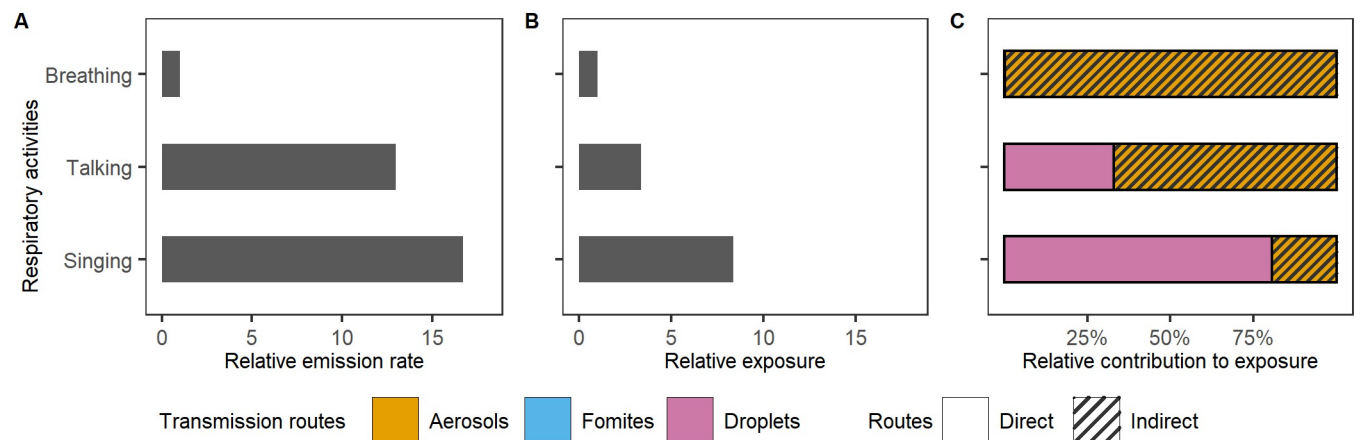 A
B
C
Respiratory activities
Breathing
Talking
Singing
0 5 10 15
Relative emission rate
0 5 10 15
Relative exposure
25% 50% 75%
Relative contribution to exposure
Transmission routes Aerosols Fomites Droplets Routes Direct Indirect